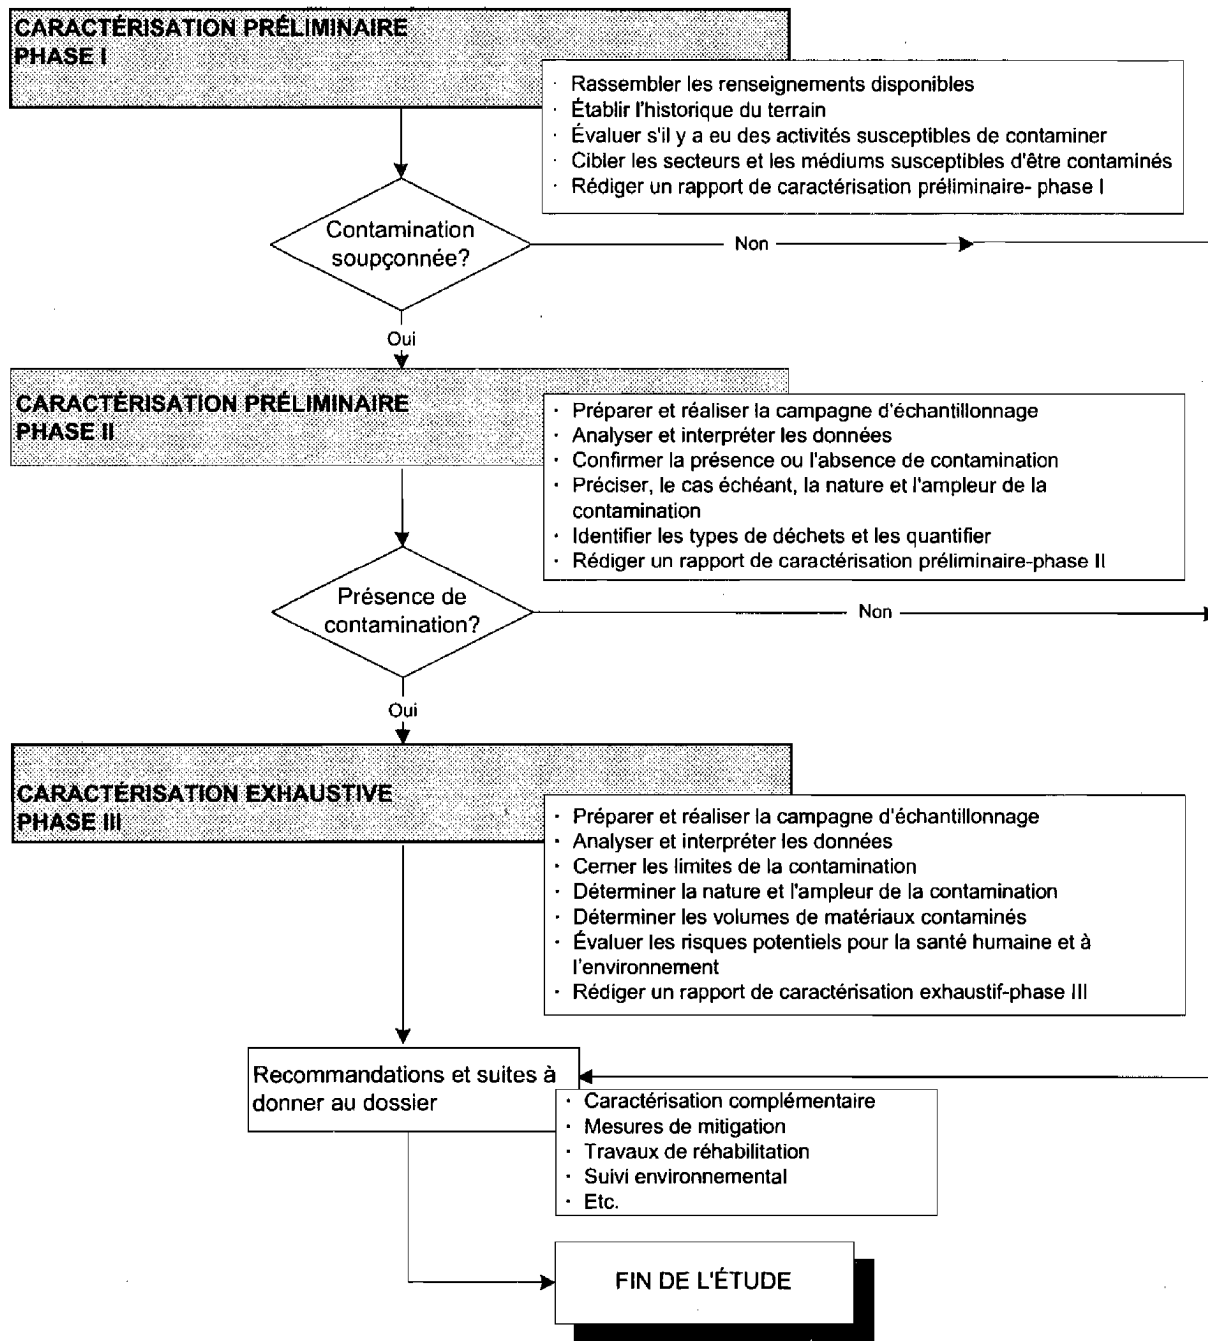 CARACTÉRISATION PRÉLIMINAIRE
PHASE I
· Rassembler les renseignements disponibles
· Établir l'historique du terrain
· Évaluer s'il y a eu des activités susceptibles de contaminer
· Cibler les secteurs et les médiums susceptibles d'être contaminés
· Rédiger un rapport de caractérisation préliminaire- phase I
Contamination
soupçonnée?
Non
Oui
CARACTÉRISATION PRÉLIMINAIRE
PHASE II
· Préparer et réaliser la campagne d'échantillonnage
· Analyser et interpréter les données
· Confirmer la présence ou l'absence de contamination
· Préciser, le cas échéant, la nature et l'ampleur de la
contamination
· Identifier les types de déchets et les quantifier
· Rédiger un rapport de caractérisation préliminaire-phase II
Présence de
contamination?
Non
Oui
CARACTÉRISATION EXHAUSTIVE
PHASE III
· Préparer et réaliser la campagne d'échantillonnage
· Analyser et interpréter les données
· Cerner les limites de la contamination
· Déterminer la nature et l'ampleur de la contamination
· Déterminer les volumes de matériaux contaminés
· Évaluer les risques potentiels pour la santé humaine et à
l'environnement
· Rédiger un rapport de caractérisation exhaustif-phase III
Recommandations et suites à
donner au dossier
· Caractérisation complémentaire
· Mesures de mitigation
· Travaux de réhabilitation
· Suivi environnemental
· Etc.
FIN DE L'ÉTUDE